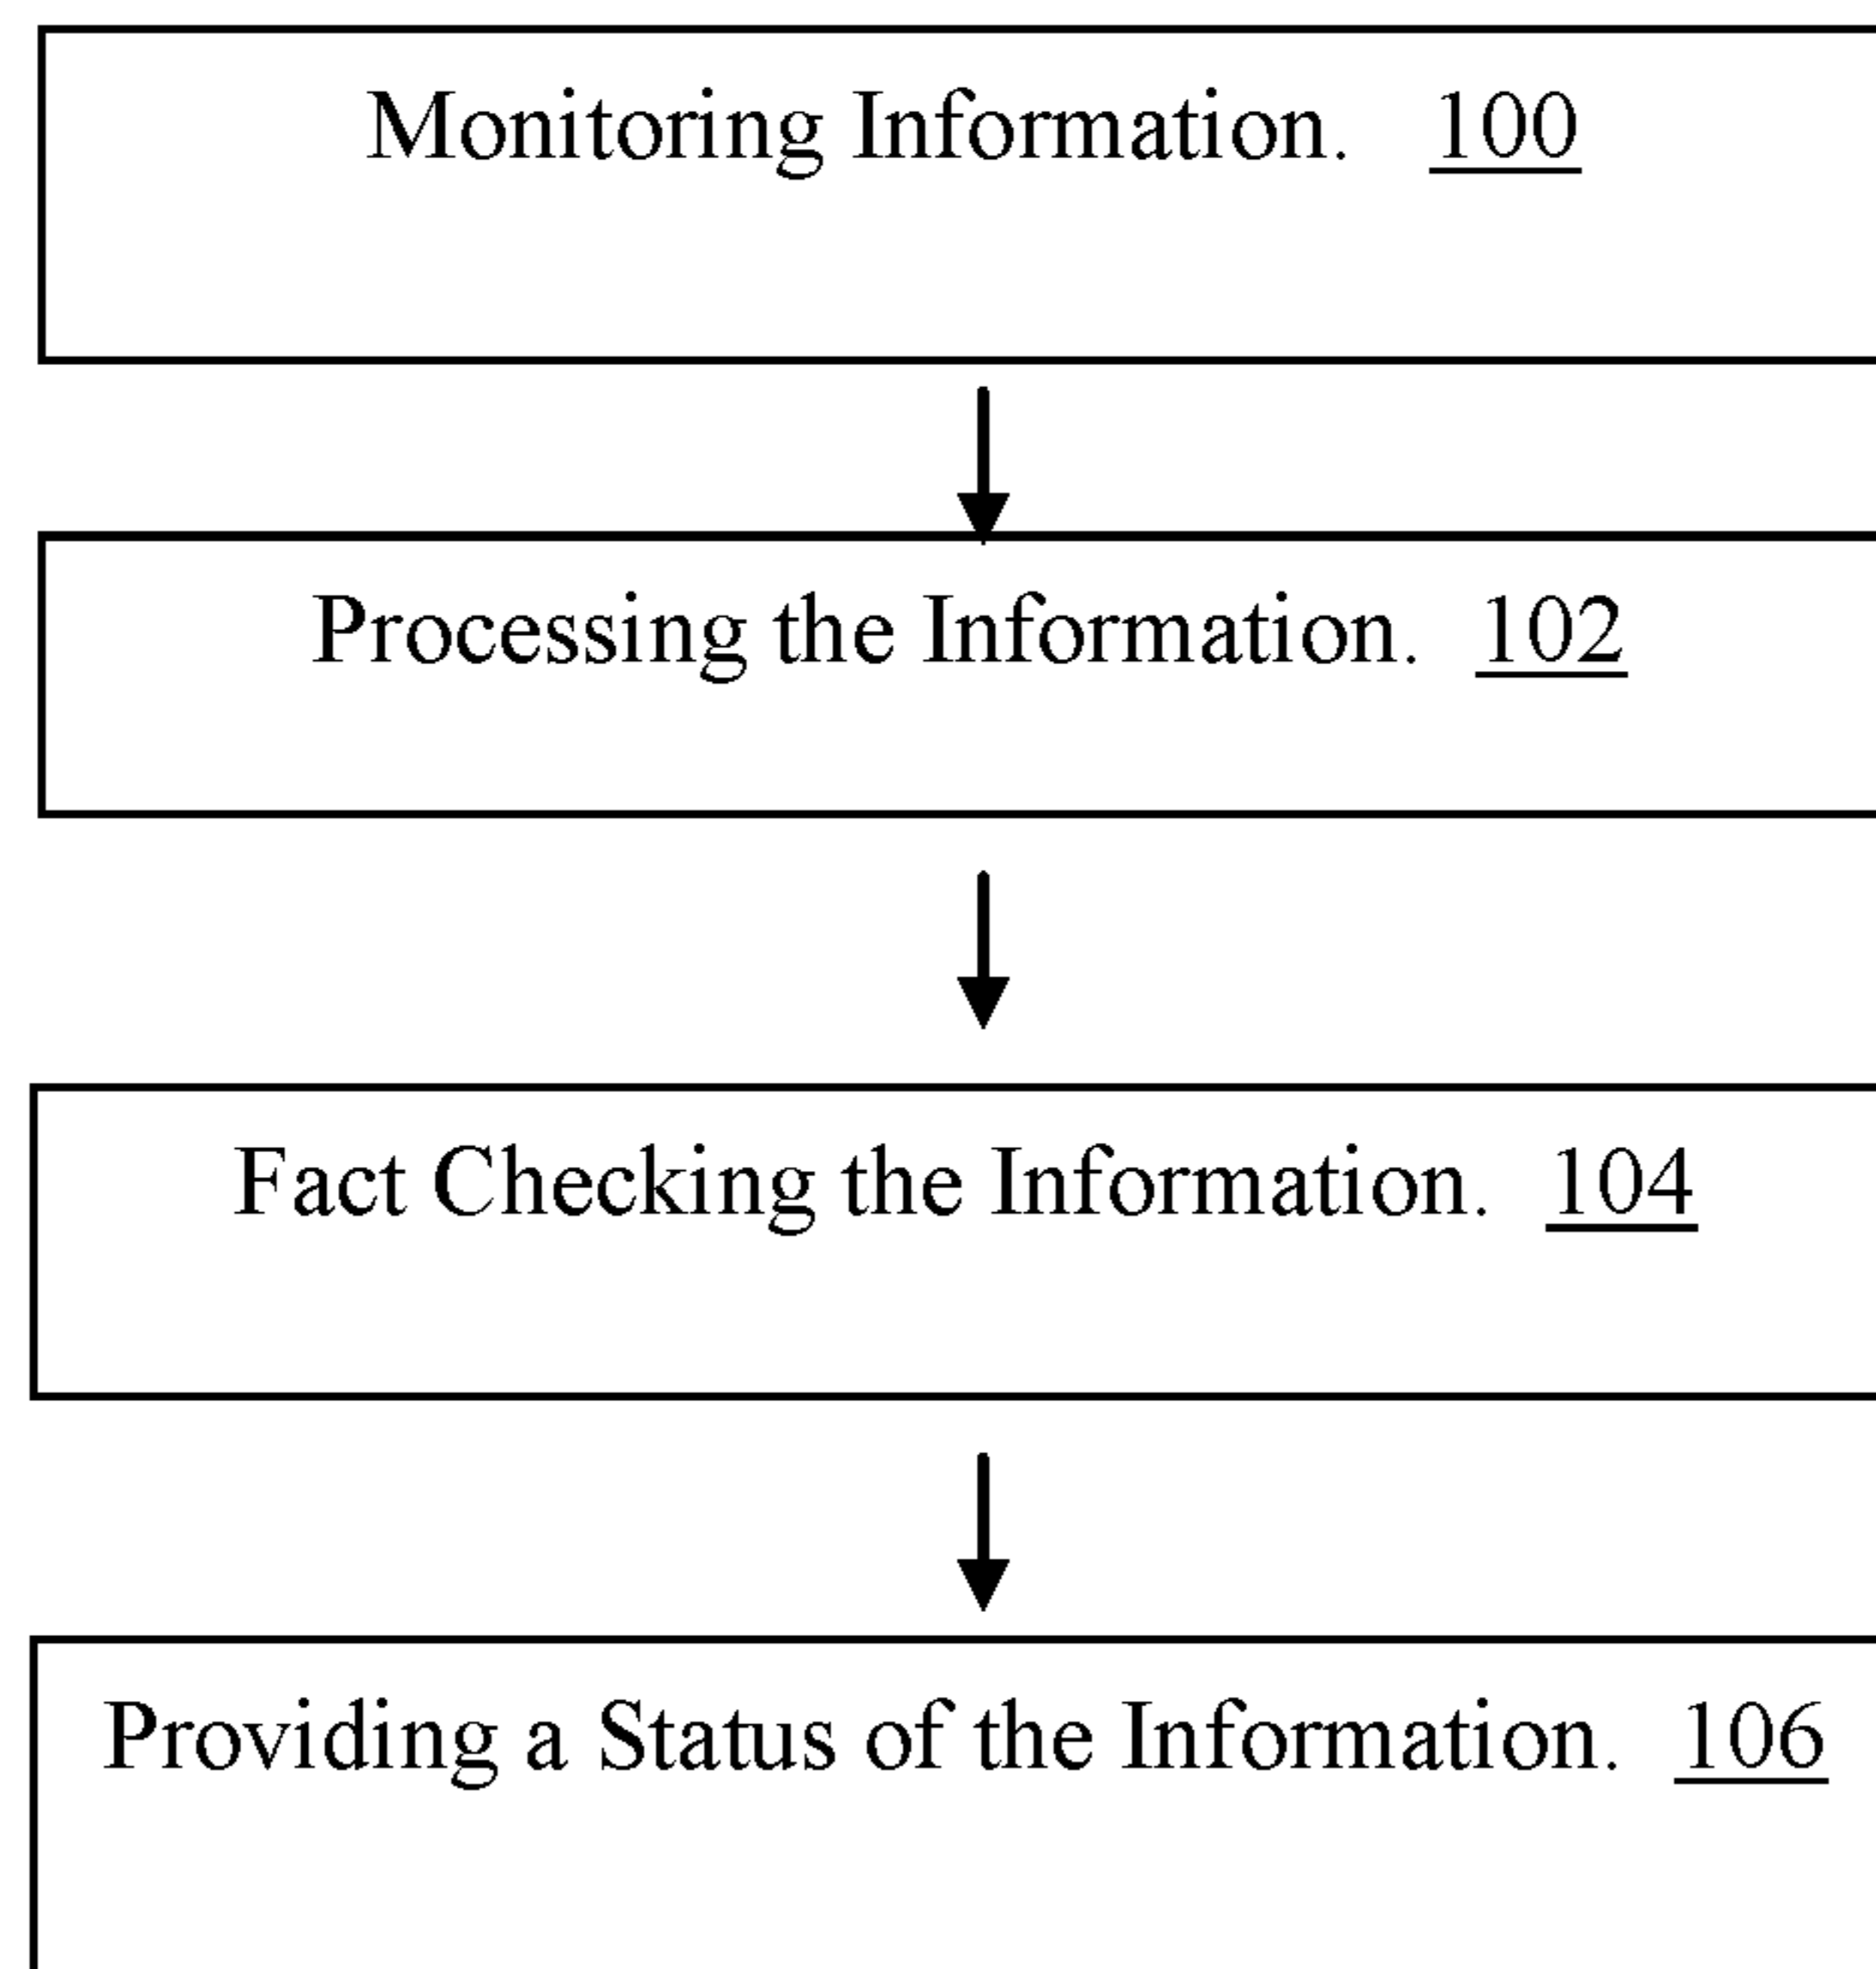 Monitoring Information. 100
Processing the Information. 102
Fact Checking the Information. 104
Providing a Status of the Information. 106